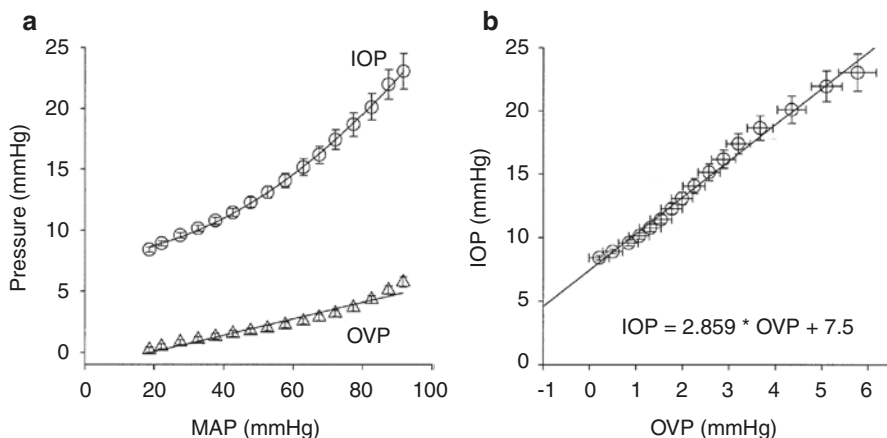 a
25
20
15
10
5
0
Pressure (mmHg)
IOP
OVP
0 20 40 60 80 100
MAP (mmHg)
b
25
20
15
10
5
0
IOP (mmHg)
IOP = 2.859 * OVP + 7.5
-1 0 1 2 3 4 5 6
OVP (mmHg)